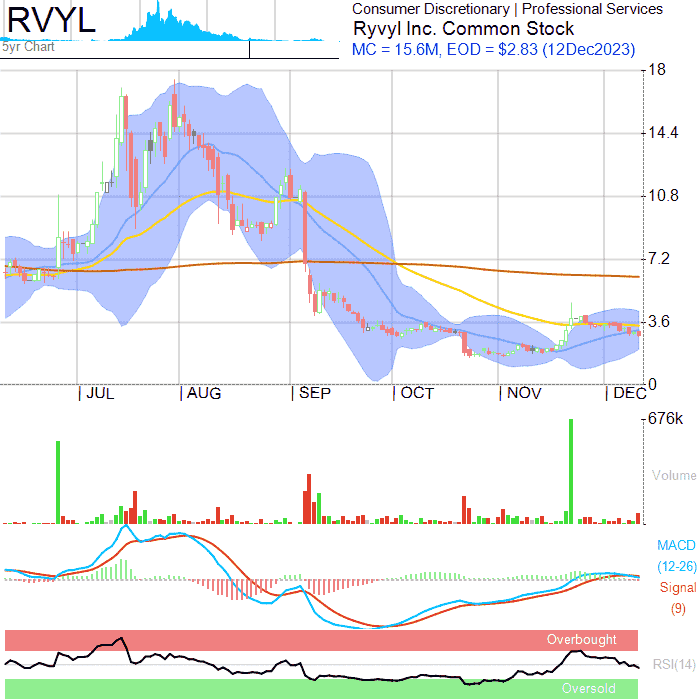 RVYL
5yr Chart
Consumer Discretionary | Professional Services
Ryvyl Inc. Common Stock
MC = 15.6M, EOD = $2.83 (12Dec2023)
18
14.4
10.8
7.2
3.6
0
JUL
AUG
SEP
OCT
NOV
DEC
676k
Volume
MACD
(12-26)
Signal
(9)
Overbought
RSI(14)
Oversold